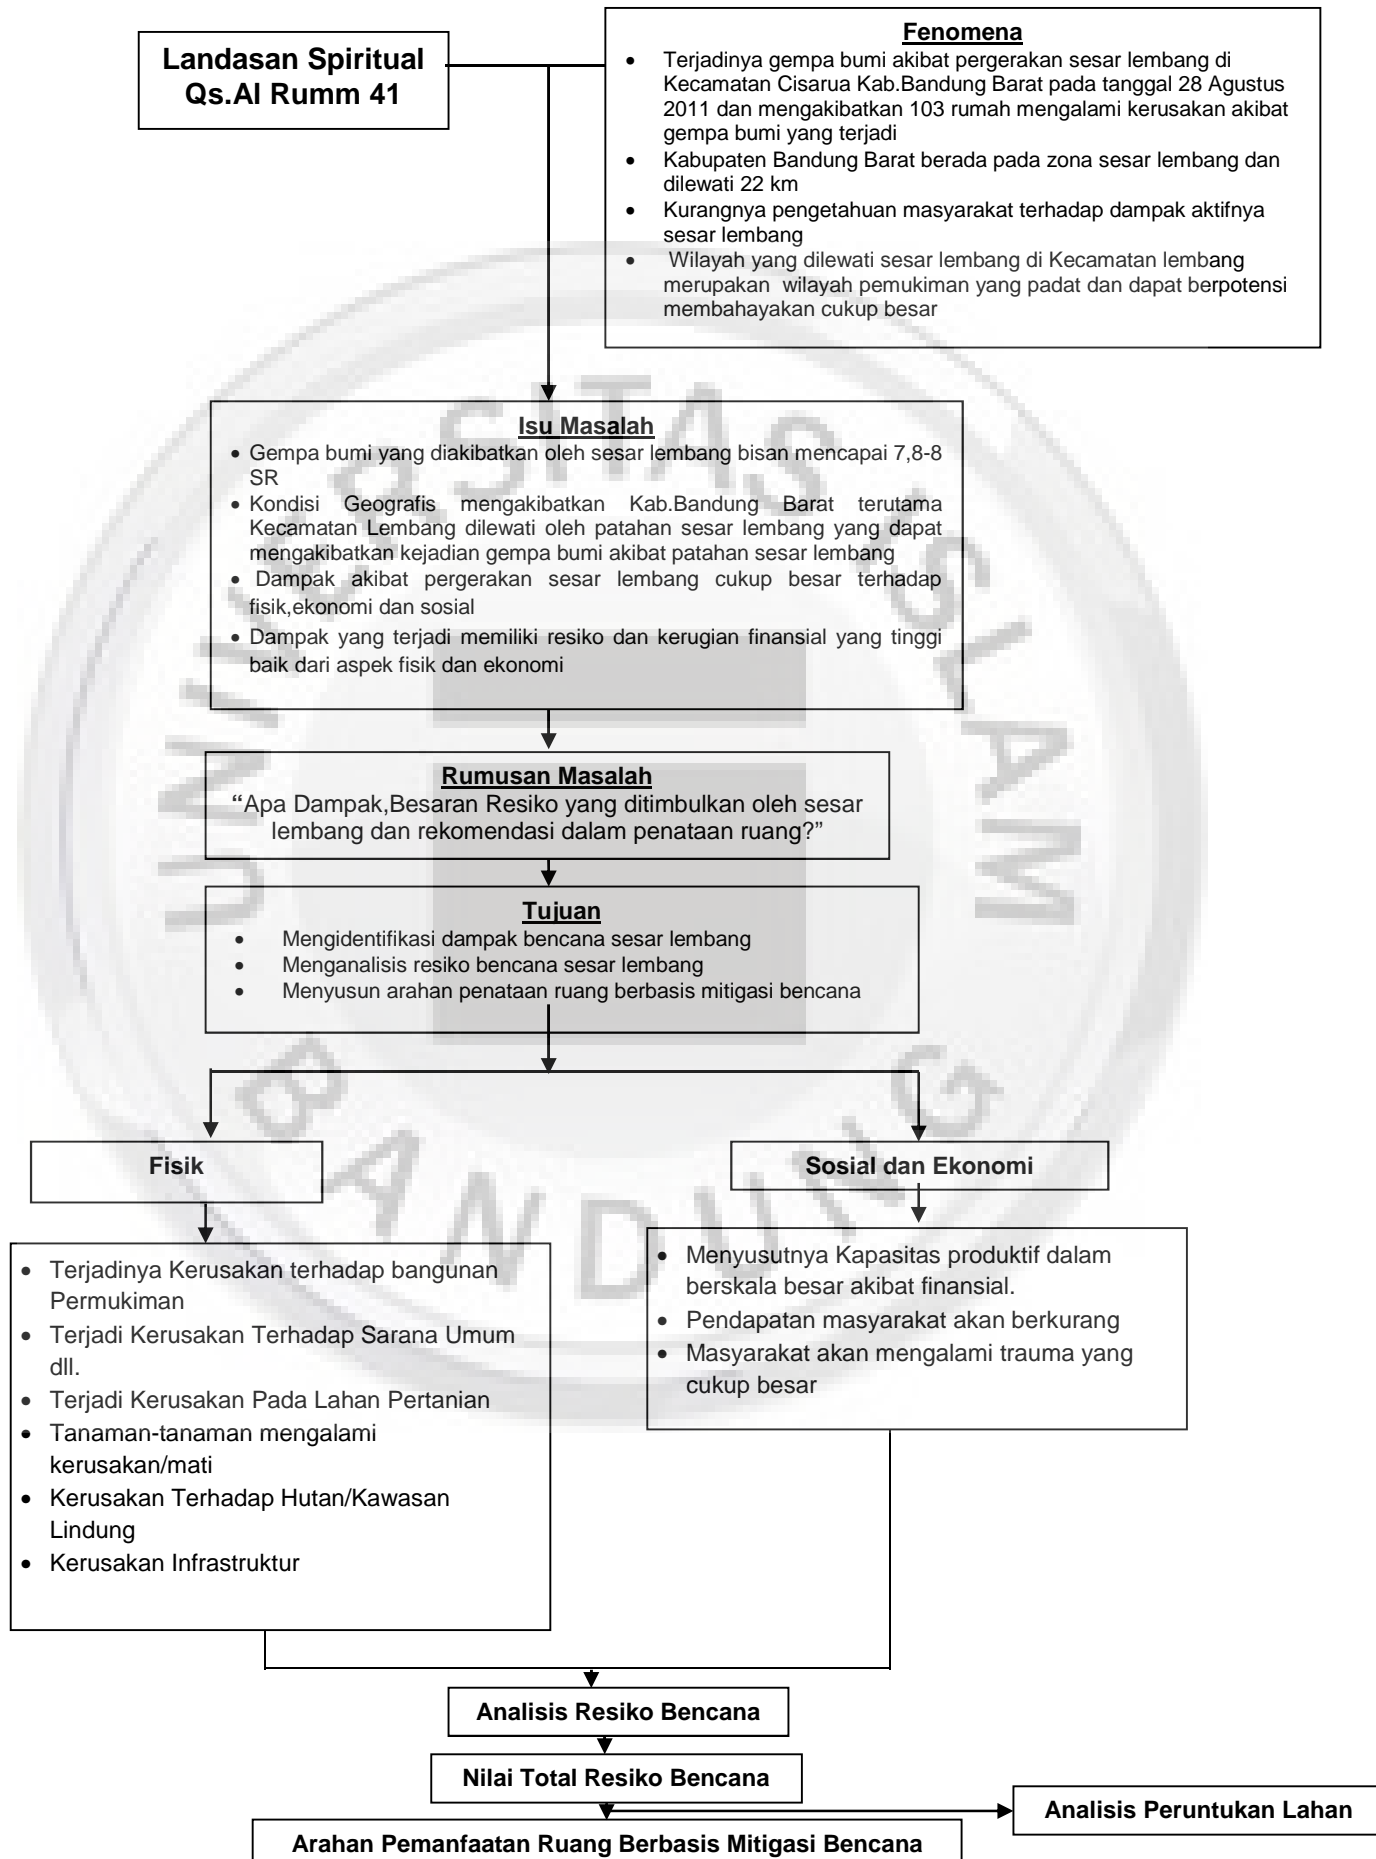 Landasan Spiritual
Qs.Al Rumm 41
Fenomena
• Terjadinya gempa bumi akibat pergerakan sesar lembang di
Kecamatan Cisarua Kab.Bandung Barat pada tanggal 28 Agustus
2011 dan mengakibatkan 103 rumah mengalami kerusakan akibat
gempa bumi yang terjadi
• Kabupaten Bandung Barat berada pada zona sesar lembang dan
dilewati 22 km
• Kurangnya pengetahuan masyarakat terhadap dampak aktifnya
sesar lembang
• Wilayah yang dilewati sesar lembang di Kecamatan lembang
merupakan wilayah pemukiman yang padat dan dapat berpotensi
membahayakan cukup besar
Isu Masalah
• Gempa bumi yang diakibatkan oleh sesar lembang bisan mencapai 7,8-8
SR
• Kondisi Geografis mengakibatkan Kab.Bandung Barat terutama
Kecamatan Lembang dilewati oleh patahan sesar lembang yang dapat
mengakibatkan kejadian gempa bumi akibat patahan sesar lembang
• Dampak akibat pergerakan sesar lembang cukup besar terhadap
fisik,ekonomi dan sosial
• Dampak yang terjadi memiliki resiko dan kerugian finansial yang tinggi
baik dari aspek fisik dan ekonomi
Rumusan Masalah
“Apa Dampak,Besaran Resiko yang ditimbulkan oleh sesar
lembang dan rekomendasi dalam penataan ruang?”
Tujuan
• Mengidentifikasi dampak bencana sesar lembang
• Menganalisis resiko bencana sesar lembang
• Menyusun arahan penataan ruang berbasis mitigasi bencana
Fisik
Sosial dan Ekonomi
• Terjadinya Kerusakan terhadap bangunan
Permukiman
• Terjadi Kerusakan Terhadap Sarana Umum
dll.
• Terjadi Kerusakan Pada Lahan Pertanian
• Tanaman-tanaman mengalami
kerusakan/mati
• Kerusakan Terhadap Hutan/Kawasan
Lindung
• Kerusakan Infrastruktur
• Menyusutnya Kapasitas produktif dalam
berskala besar akibat finansial.
• Pendapatan masyarakat akan berkurang
• Masyarakat akan mengalami trauma yang
cukup besar
Analisis Resiko Bencana
Nilai Total Resiko Bencana
Analisis Peruntukan Lahan
Arahan Pemanfaatan Ruang Berbasis Mitigasi Bencana
UNIVERSITAS ISLAM
BANDUNG